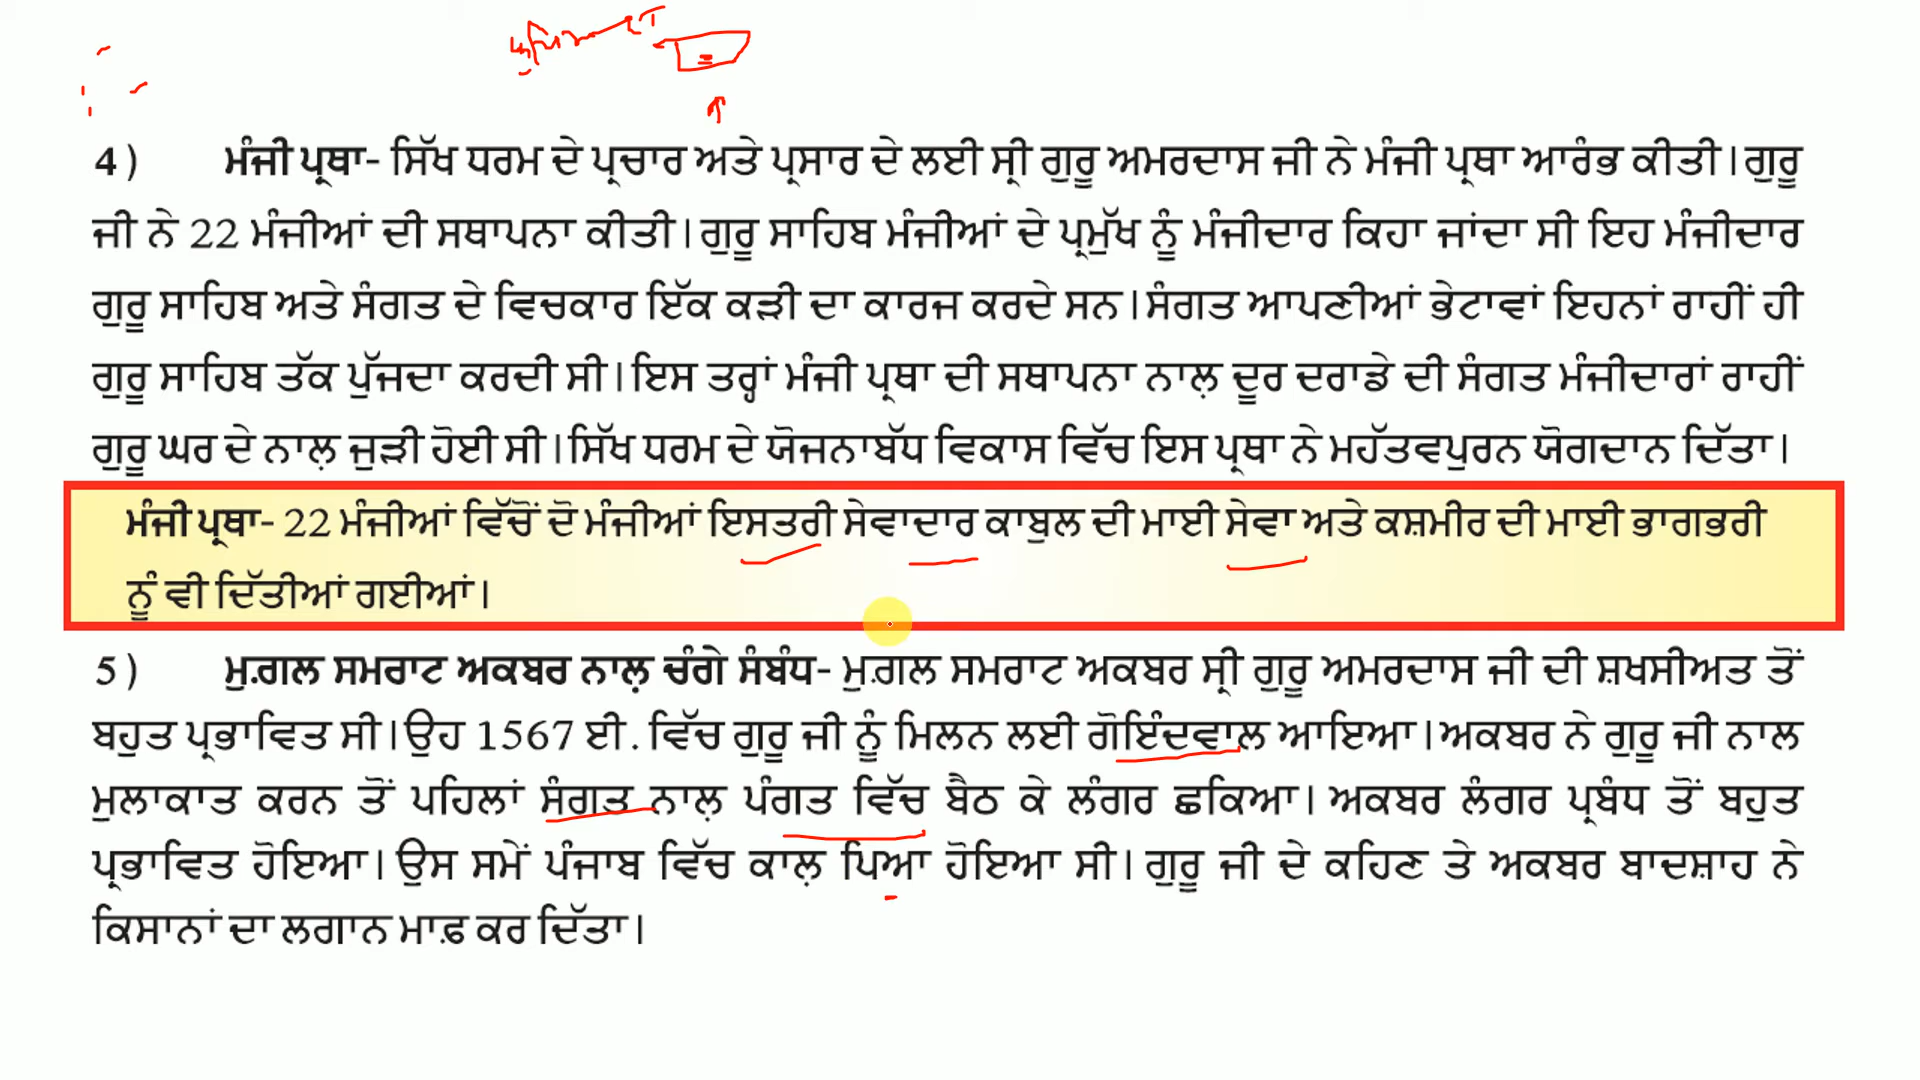 4) ਮੰਜੀ ਪ੍ਰਥਾ- ਸਿੱਖ ਧਰਮ ਦੇ ਪ੍ਰਚਾਰ ਅਤੇ ਪ੍ਰਸਾਰ ਦੇ ਲਈ ਸ੍ਰੀ ਗੁਰੂ ਅਮਰਦਾਸ ਜੀ ਨੇ ਮੰਜੀ ਪ੍ਰਥਾ ਆਰੰਭ ਕੀਤੀ। ਗੁਰੂ
ਜੀ ਨੇ 22 ਮੰਜੀਆਂ ਦੀ ਸਥਾਪਨਾ ਕੀਤੀ। ਗੁਰੂ ਸਾਹਿਬ ਮੰਜੀਆਂ ਦੇ ਪ੍ਰਮੁੱਖ ਨੂੰ ਮੰਜੀਦਾਰ ਕਿਹਾ ਜਾਂਦਾ ਸੀ ਇਹ ਮੰਜੀਦਾਰ
ਗੁਰੂ ਸਾਹਿਬ ਅਤੇ ਸੰਗਤ ਦੇ ਵਿਚਕਾਰ ਇੱਕ ਕੜੀ ਦਾ ਕਾਰਜ ਕਰਦੇ ਸਨ। ਸੰਗਤ ਆਪਣੀਆਂ ਭੇਟਾਵਾਂ ਇਹਨਾਂ ਰਾਹੀਂ ਹੀ
ਗੁਰੂ ਸਾਹਿਬ ਤੱਕ ਪੁੱਜਦਾ ਕਰਦੀ ਸੀ। ਇਸ ਤਰ੍ਹਾਂ ਮੰਜੀ ਪ੍ਰਥਾ ਦੀ ਸਥਾਪਨਾ ਨਾਲ਼ ਦੂਰ ਦਰਾਡੇ ਦੀ ਸੰਗਤ ਮੰਜੀਦਾਰਾਂ ਰਾਹੀਂ
ਗੁਰੂ ਘਰ ਦੇ ਨਾਲ਼ ਜੁੜੀ ਹੋਈ ਸੀ। ਸਿੱਖ ਧਰਮ ਦੇ ਯੋਜਨਾਬੱਧ ਵਿਕਾਸ ਵਿੱਚ ਇਸ ਪ੍ਰਥਾ ਨੇ ਮਹੱਤਵਪੁਰਨ ਯੋਗਦਾਨ ਦਿੱਤਾ।
ਮੰਜੀ ਪ੍ਰਥਾ- 22 ਮੰਜੀਆਂ ਵਿੱਚੋਂ ਦੋ ਮੰਜੀਆਂ ਇਸਤਰੀ ਸੇਵਾਦਾਰ ਕਾਬੁਲ ਦੀ ਮਾਈ ਸੇਵਾ ਅਤੇ ਕਸ਼ਮੀਰ ਦੀ ਮਾਈ ਭਾਗਭਰੀ
ਨੂੰ ਵੀ ਦਿੱਤੀਆਂ ਗਈਆਂ।
5) ਮੁਗ਼ਲ ਸਮਰਾਟ ਅਕਬਰ ਨਾਲ਼ ਚੰਗੇ ਸੰਬੰਧ- ਮੁਗ਼ਲ ਸਮਰਾਟ ਅਕਬਰ ਸ੍ਰੀ ਗੁਰੂ ਅਮਰਦਾਸ ਜੀ ਦੀ ਸ਼ਖਸੀਅਤ ਤੋਂ
ਬਹੁਤ ਪ੍ਰਭਾਵਿਤ ਸੀ। ਉਹ 1567 ਈ. ਵਿੱਚ ਗੁਰੂ ਜੀ ਨੂੰ ਮਿਲਨ ਲਈ ਗੋਇੰਦਵਾਲ ਆਇਆ। ਅਕਬਰ ਨੇ ਗੁਰੂ ਜੀ ਨਾਲ
ਮੁਲਾਕਾਤ ਕਰਨ ਤੋਂ ਪਹਿਲਾਂ ਸੰਗਤ ਨਾਲ਼ ਪੰਗਤ ਵਿੱਚ ਬੈਠ ਕੇ ਲੰਗਰ ਛਕਿਆ। ਅਕਬਰ ਲੰਗਰ ਪ੍ਰਬੰਧ ਤੋਂ ਬਹੁਤ
ਪ੍ਰਭਾਵਿਤ ਹੋਇਆ। ਉਸ ਸਮੇਂ ਪੰਜਾਬ ਵਿੱਚ ਕਾਲ਼ ਪਿਆ ਹੋਇਆ ਸੀ। ਗੁਰੂ ਜੀ ਦੇ ਕਹਿਣ ਤੇ ਅਕਬਰ ਬਾਦਸ਼ਾਹ ਨੇ
ਕਿਸਾਨਾਂ ਦਾ ਲਗਾਨ ਮਾਫ਼ ਕਰ ਦਿੱਤਾ।